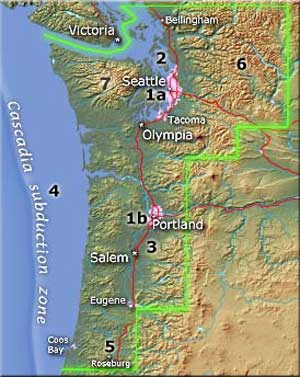 Bellingham
Victoria
2
Seattle
6
7
1a
Tacoma
Olympia
Cascadia subduction zone
4
1b
Portland
3
Salem
Eugene
Coos
Bay
5
Roseburg